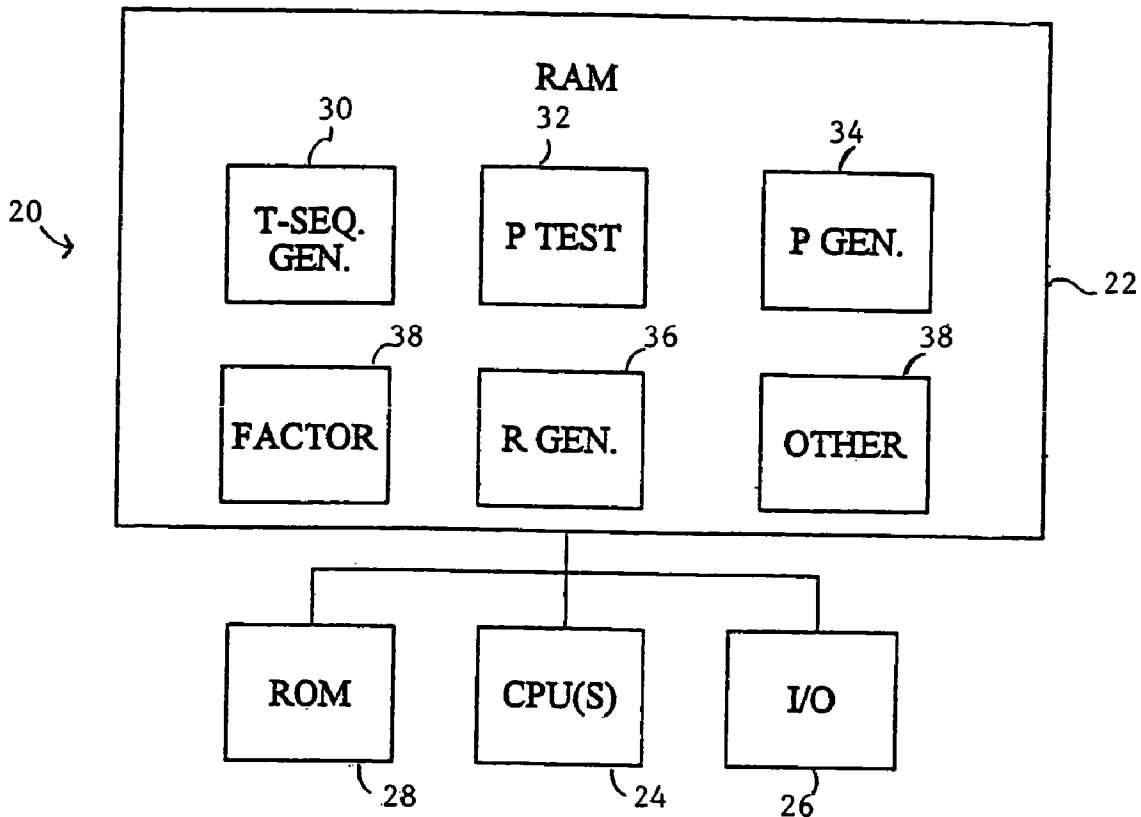 RAM
30
32
34
20
T-SEQ.
GEN.
P TEST
P GEN.
22
38
36
38
FACTOR
R GEN.
OTHER
ROM
CPU(S)
I/O
28
24
26